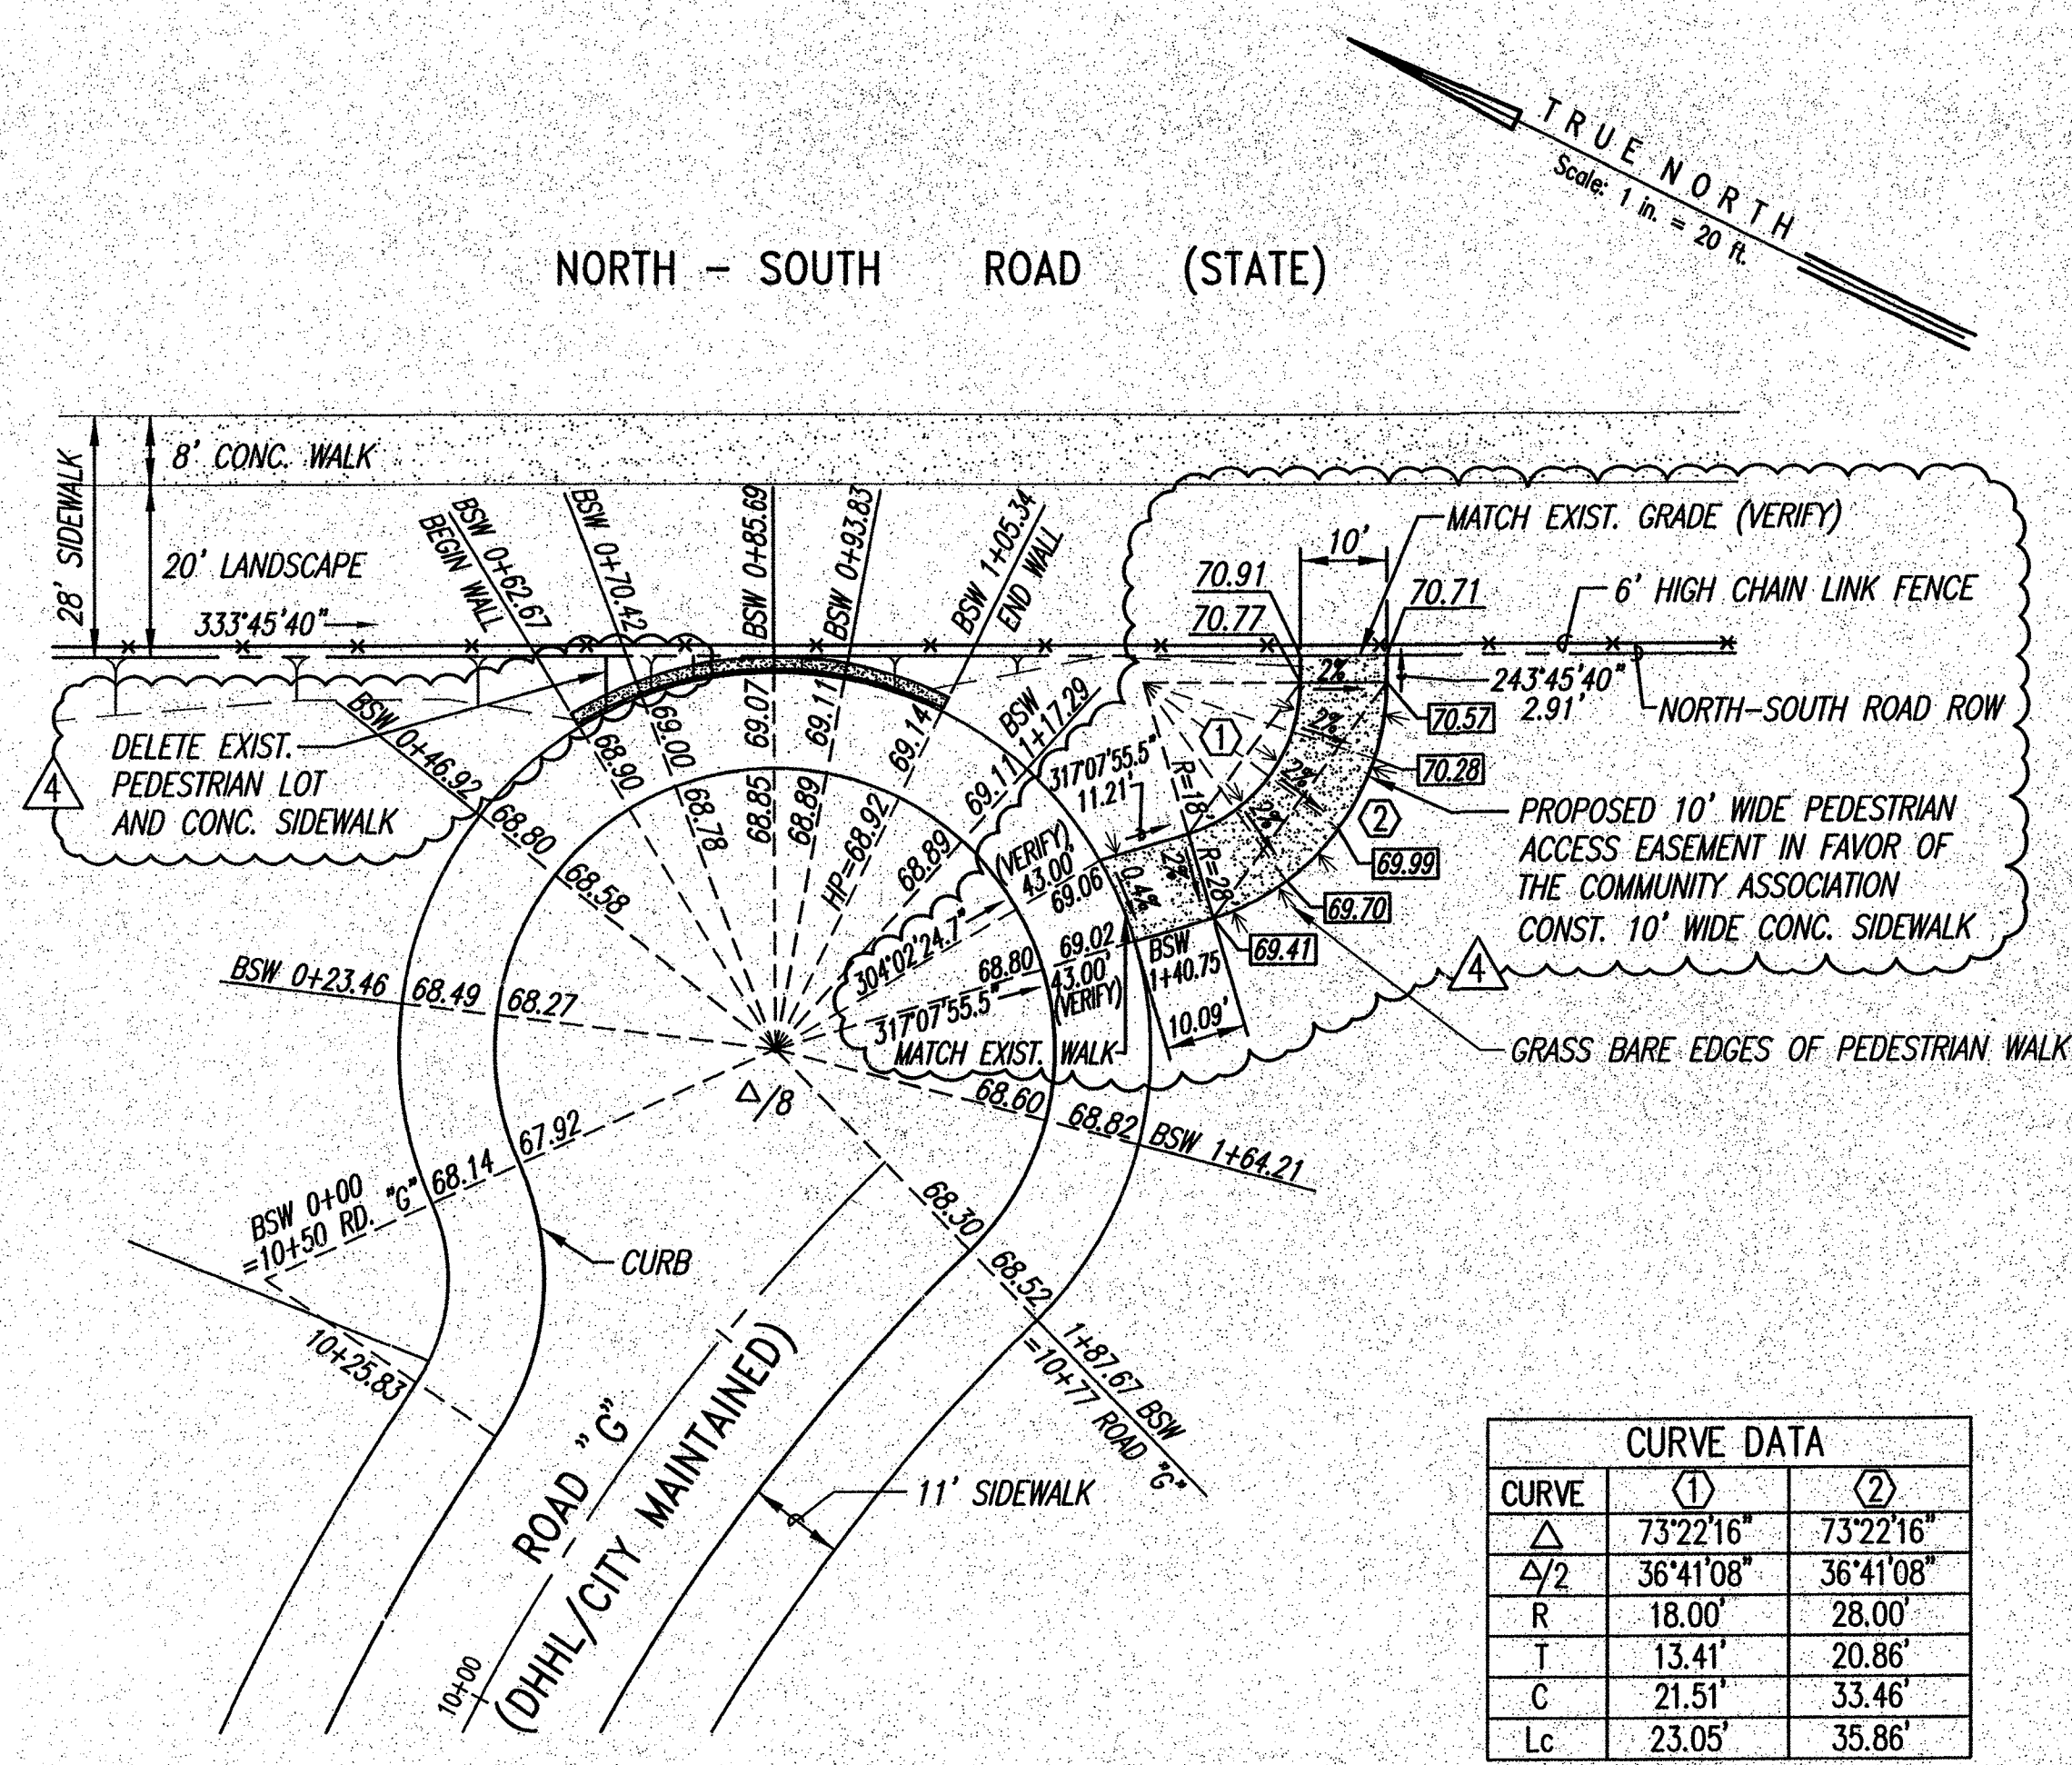 TRUE NORTH
Scale: 1 in. = 20 ft.
NORTH - SOUTH ROAD (STATE)
28' SIDEWALK
8' CONC. WALK
20' LANDSCAPE
333°45'40"
BSW 0+62.67
BEGIN WALL
BSW 0+70.42
BSW 0+85.69
BSW 0+93.83
BSW 1+05.34
END WALL
BSW
1+17.29
10'
MATCH EXIST. GRADE (VERIFY)
70.91
70.77
70.71
6' HIGH CHAIN LINK FENCE
243°45'40"
2.91'
NORTH-SOUTH ROAD ROW
70.57
70.28
69.99
69.70
69.41
2%
2%
2%
2%
2%
0.4%
1
2
R=18'
R=28'
317°07'55.5"
11.21'
PROPOSED 10' WIDE PEDESTRIAN
ACCESS EASEMENT IN FAVOR OF
THE COMMUNITY ASSOCIATION
CONST. 10' WIDE CONC. SIDEWALK
4
GRASS BARE EDGES OF PEDESTRIAN WALK
DELETE EXIST.
PEDESTRIAN LOT
AND CONC. SIDEWALK
4
BSW 0+46.92
68.80
68.58
68.90
69.00
68.78
69.07
68.85
69.11
68.89
69.14
HP=68.92
69.11
68.89
(VERIFY)
43.00'
69.06
304°02'24.7"
317°07'55.5"
68.80
69.02
43.00'
(VERIFY)
MATCH EXIST. WALK
BSW
1+40.75
10.09'
BSW 0+23.46
68.49
68.27
Δ/8
68.60
68.82
BSW 1+64.21
BSW 0+00
=10+50 RD. "G"
68.14
67.92
10+25.83
CURB
68.30
68.52
1+87.67 BSW
=10+77 ROAD "G"
ROAD "G"
(DHHL/CITY MAINTAINED)
10+00
11' SIDEWALK
CURVE DATA
CURVE 1 2
Δ 73°22'16" 73°22'16"
Δ/2 36°41'08" 36°41'08"
R 18.00' 28.00'
T 13.41' 20.86'
C 21.51' 33.46'
Lc 23.05' 35.86'